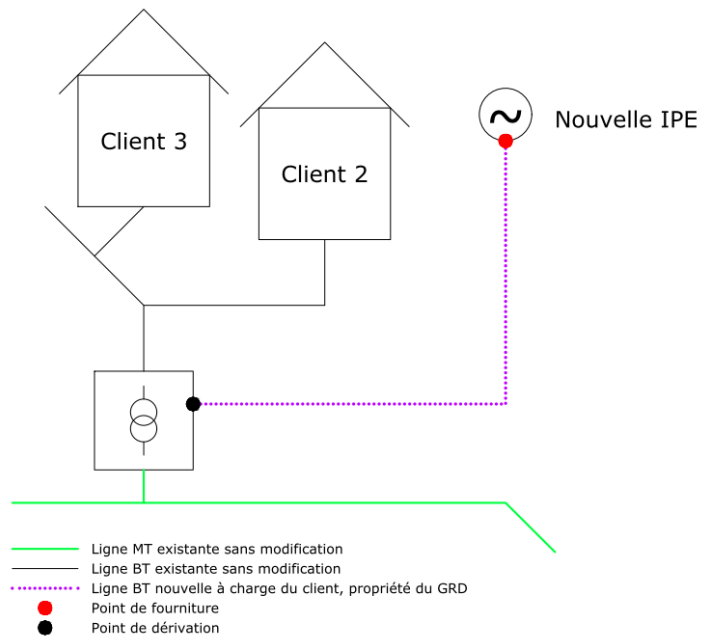 Client 3
Client 2
Nouvelle IPE
Ligne MT existante sans modification
Ligne BT existante sans modification
Ligne BT nouvelle à charge du client, propriété du GRD
Point de fourniture
Point de dérivation